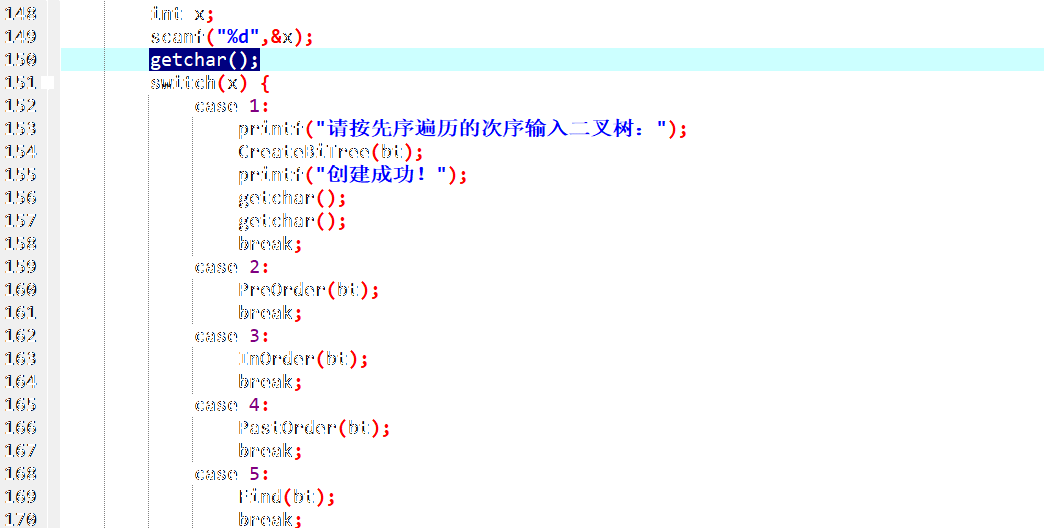 148 int x;
149 scanf("%d",&x);
150 getchar();
151 switch(x) {
152 case 1:
153 printf("请按先序遍历的次序输入二叉树：");
154 CreateBiTree(bt);
155 printf("创建成功！");
156 getchar();
157 getchar();
158 break;
159 case 2:
160 PreOrder(bt);
161 break;
162 case 3:
163 InOrder(bt);
164 break;
165 case 4:
166 PastOrder(bt);
167 break;
168 case 5:
169 Find(bt);
170 break;